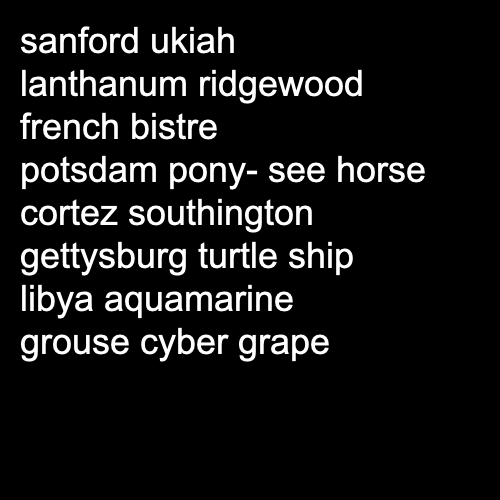 sanford ukiah
lanthanum ridgewood
french bistre
potsdam pony- see horse
cortez southington
gettysburg turtle ship
libya aquamarine
grouse cyber grape